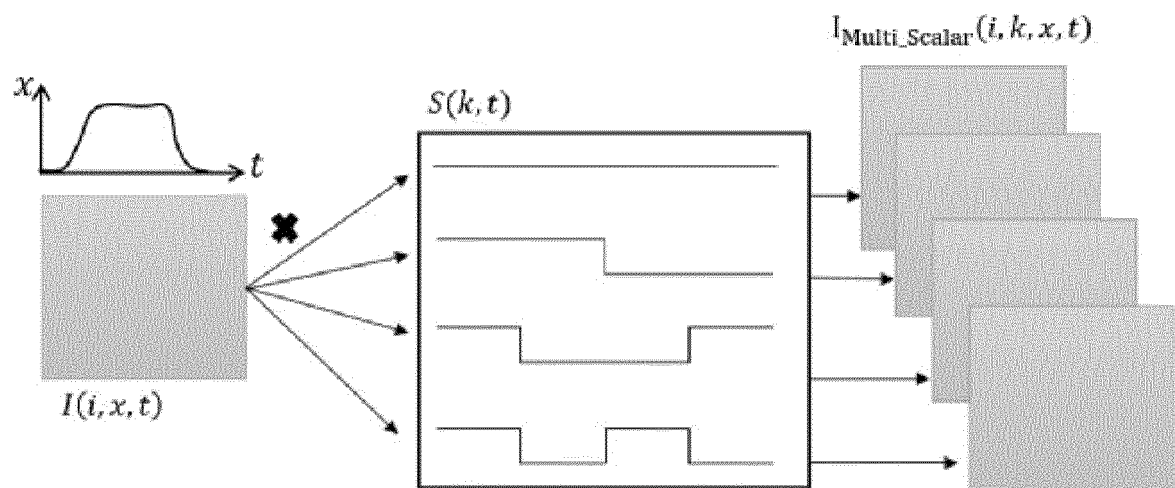 I_Multi_Scalar(i, k, x, t)
x
S(k, t)
t
I(i, x, t)